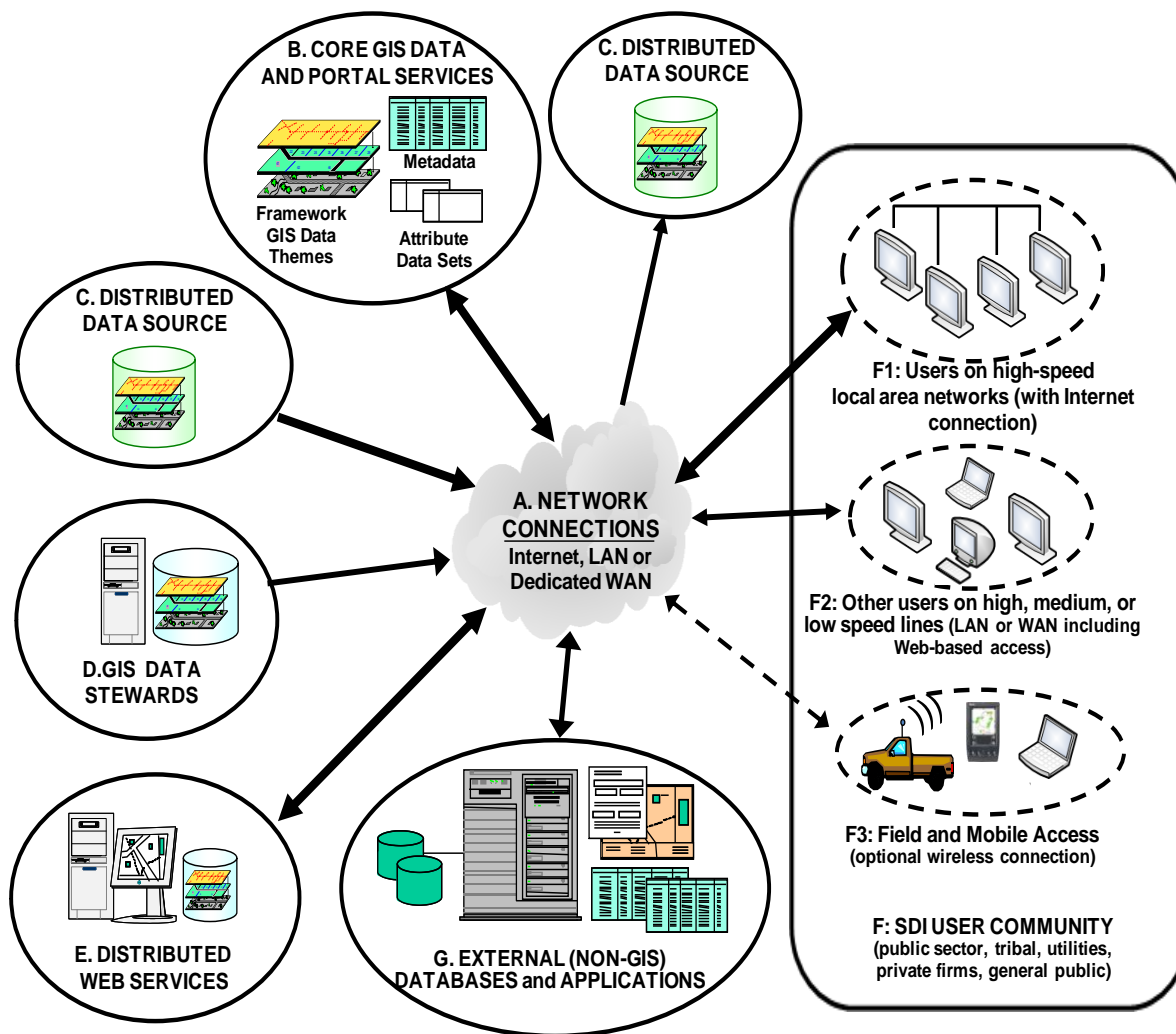 B. CORE GIS DATA
AND PORTAL SERVICES
Metadata
Framework
GIS Data
Themes
Attribute
Data Sets
C. DISTRIBUTED
DATA SOURCE
C. DISTRIBUTED
DATA SOURCE
A. NETWORK
CONNECTIONS
Internet, LAN or
Dedicated WAN
D.GIS DATA
STEWARDS
E. DISTRIBUTED
WEB SERVICES
G. EXTERNAL (NON-GIS)
DATABASES and APPLICATIONS
F1: Users on high-speed
local area networks (with Internet
connection)
F2: Other users on high, medium, or
low speed lines (LAN or WAN including
Web-based access)
F3: Field and Mobile Access
(optional wireless connection)
F: SDI USER COMMUNITY
(public sector, tribal, utilities,
private firms, general public)